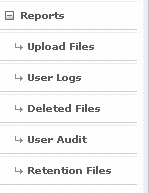 Reports
Upload Files
User Logs
Deleted Files
User Audit
Retention Files